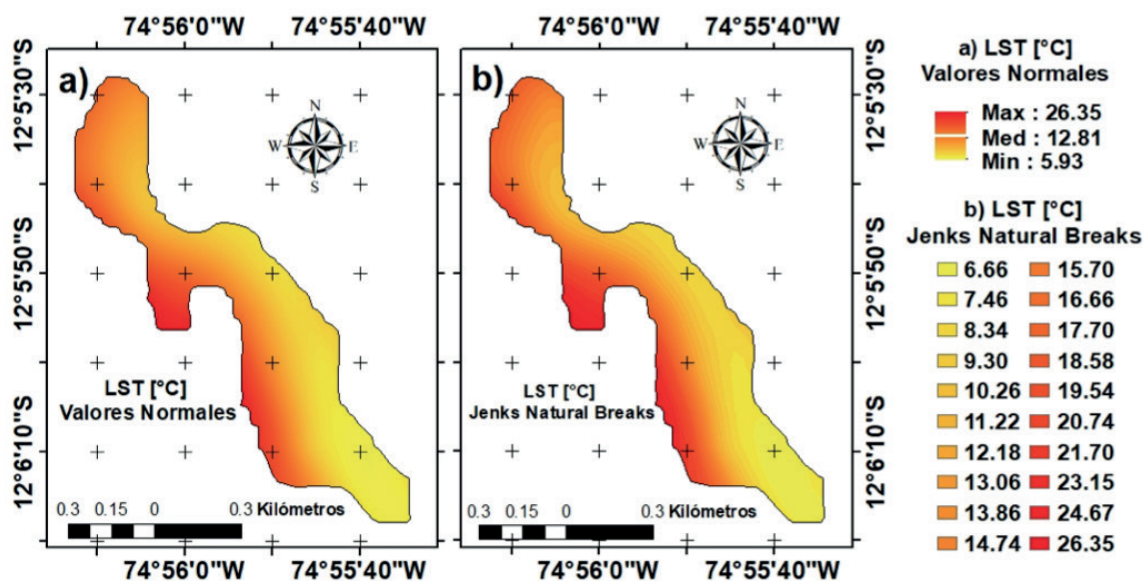 74°56'0"W 74°55'40"W 74°56'0"W 74°55'40"W
12°5'30"S
12°5'50"S
12°6'10"S
a)
N
W E
S
LST [°C]
Valores Normales
0.3 0.15 0 0.3 Kilómetros
74°56'0"W 74°55'40"W
12°5'30"S
12°5'50"S
12°6'10"S
b)
N
W E
S
LST [°C]
Jenks Natural Breaks
0.3 0.15 0 0.3 Kilómetros
74°56'0"W 74°55'40"W
a) LST [°C]
Valores Normales
Max : 26.35
Med : 12.81
Min : 5.93
b) LST [°C]
Jenks Natural Breaks
6.66 15.70
7.46 16.66
8.34 17.70
9.30 18.58
10.26 19.54
11.22 20.74
12.18 21.70
13.06 23.15
13.86 24.67
14.74 26.35